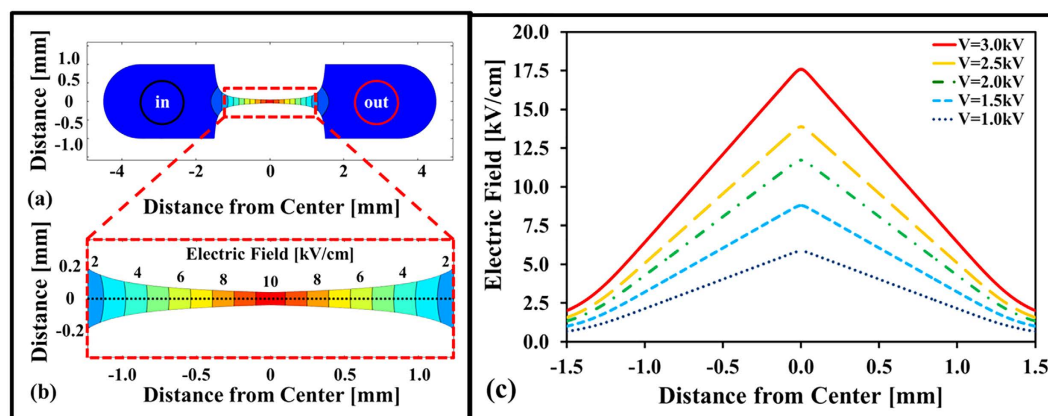 1.0
0.5
0
-0.5
-1.0
Distance [mm]
in
out
-4 -2 0 2 4
(a)
Distance from Center [mm]
Electric Field [kV/cm]
2 4 6 8 10 8 6 4 2
0.2
0
-0.2
Distance [mm]
-1.0 -0.5 0 0.5 1.0
(b)
Distance from Center [mm]
20.0
17.5
15.0
12.5
10.0
7.5
5.0
2.5
0.0
Electric Field [kV/cm]
V=3.0kV
V=2.5kV
V=2.0kV
V=1.5kV
V=1.0kV
-1.5 -1.0 -0.5 0.0 0.5 1.0 1.5
(c)
Distance from Center [mm]